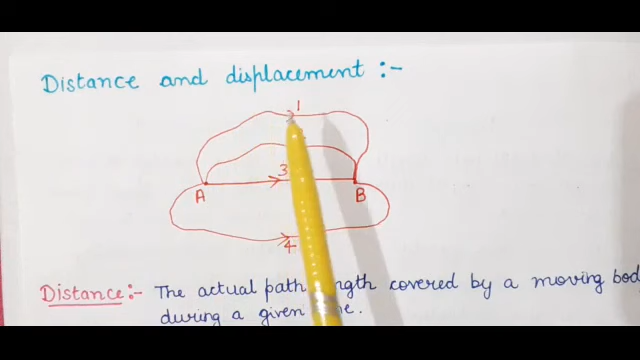 Distance and displacement :-
1
3
A
B
4
Distance:- The actual path covered by a moving
during a given